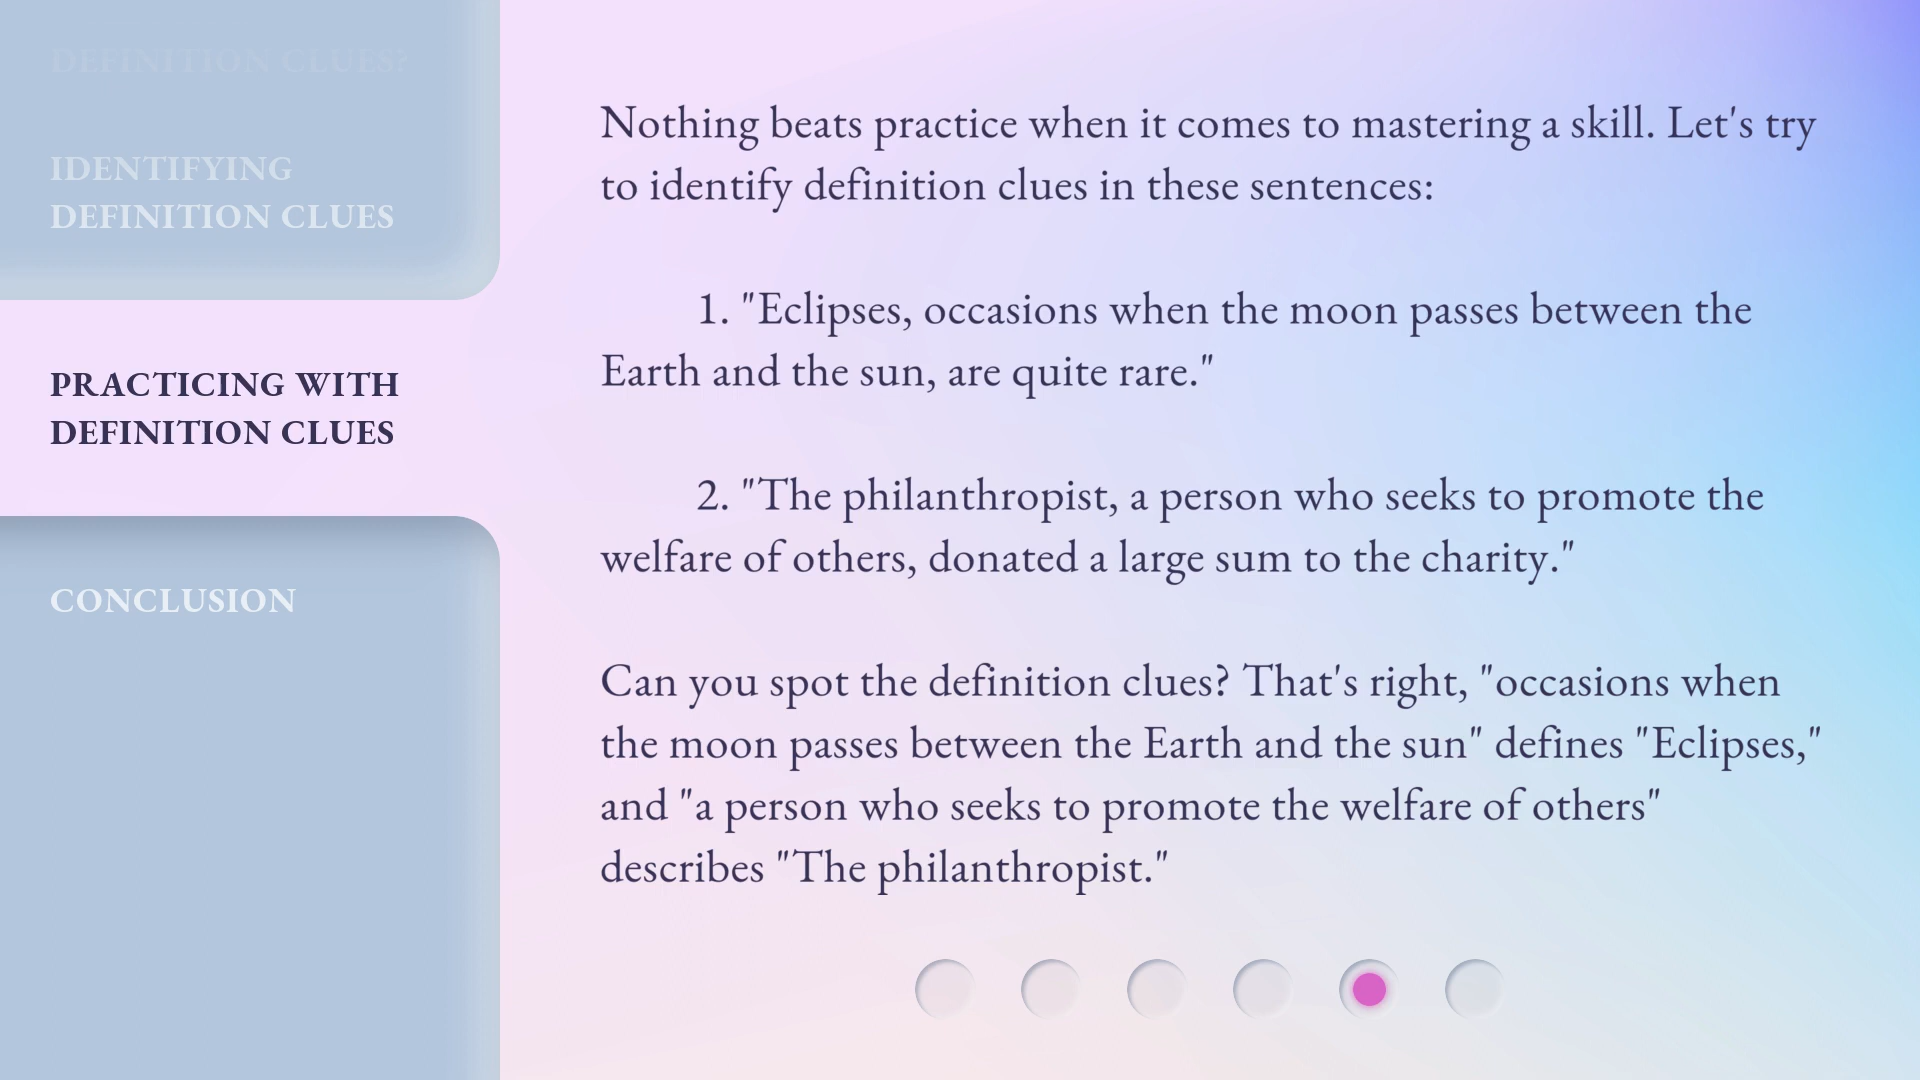 DEFINITION CLUES?
IDENTIFYING
DEFINITION CLUES
PRACTICING WITH
DEFINITION CLUES
CONCLUSION
Nothing beats practice when it comes to mastering a skill. Let's try
to identify definition clues in these sentences:
1. "Eclipses, occasions when the moon passes between the
Earth and the sun, are quite rare."
2. "The philanthropist, a person who seeks to promote the
welfare of others, donated a large sum to the charity."
Can you spot the definition clues? That's right, "occasions when
the moon passes between the Earth and the sun" defines "Eclipses,"
and "a person who seeks to promote the welfare of others"
describes "The philanthropist."